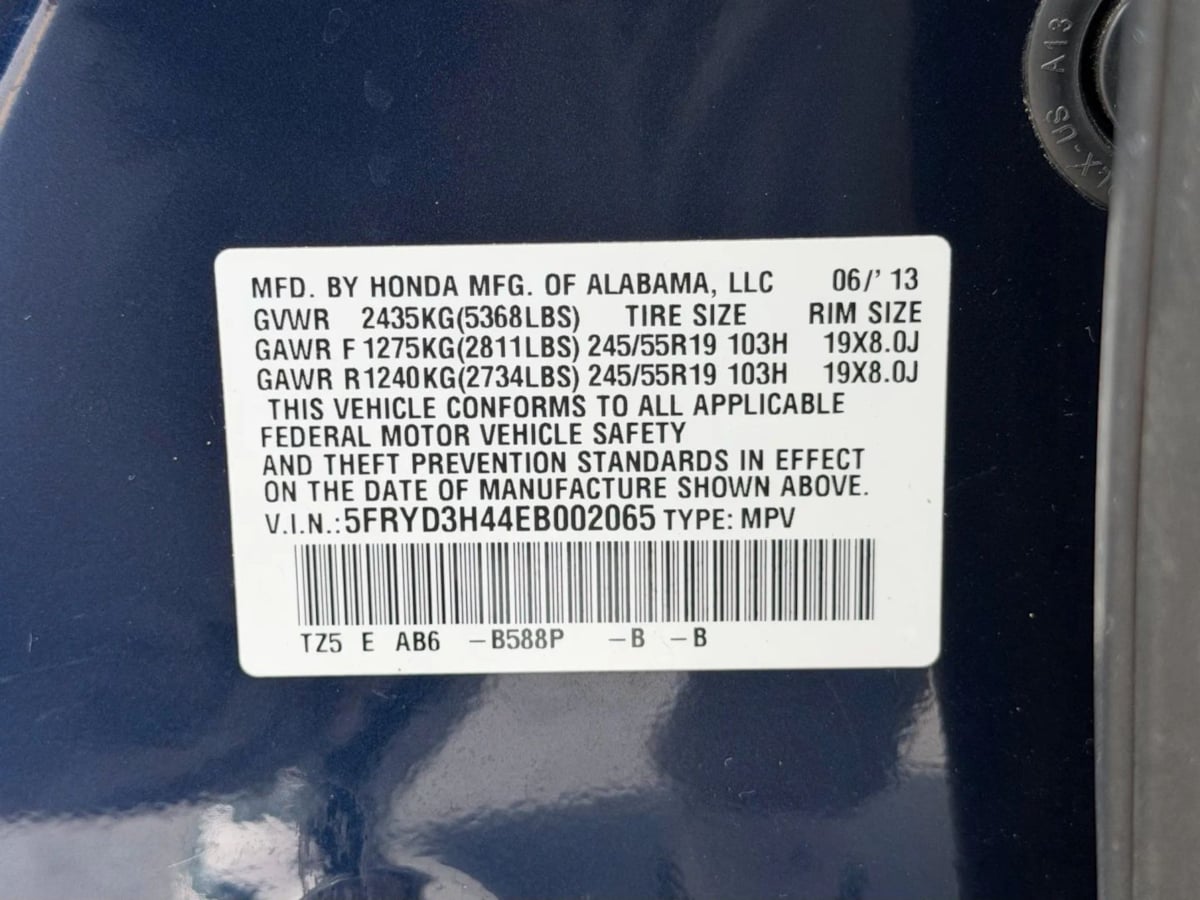 MFD. BY HONDA MFG. OF ALABAMA, LLC 06/' 13
GVWR 2435KG(5368LBS) TIRE SIZE RIM SIZE
GAWR F 1275KG(2811LBS) 245/55R19 103H 19X8.0J
GAWR R1240KG(2734LBS) 245/55R19 103H 19X8.0J
THIS VEHICLE CONFORMS TO ALL APPLICABLE
FEDERAL MOTOR VEHICLE SAFETY
AND THEFT PREVENTION STANDARDS IN EFFECT
ON THE DATE OF MANUFACTURE SHOWN ABOVE.
V.I.N.:5FRYD3H44EB002065 TYPE: MPV
TZ5 E AB6 –B588P –B –B
-US A13